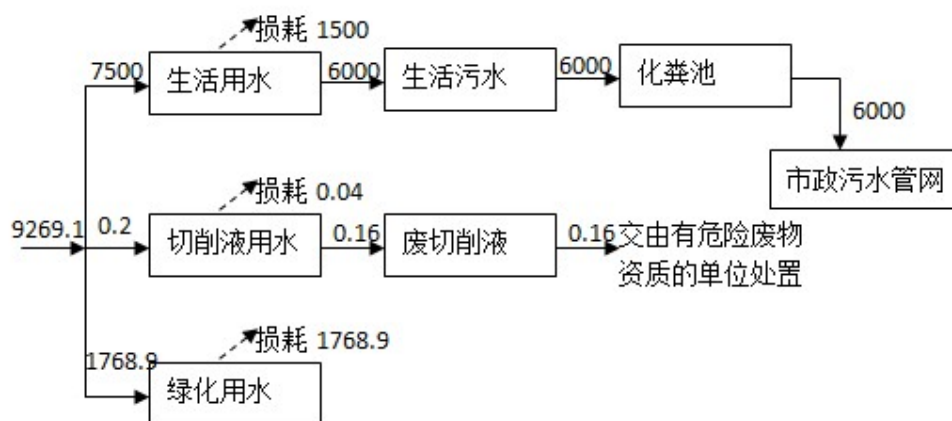 损耗 1500
7500 生活用水 6000 生活污水 6000 化粪池
6000
市政污水管网
损耗 0.04
9269.1 0.2 切削液用水 0.16 废切削液 0.16 交由有危险废物
资质的单位处置
损耗 1768.9
1768.9 绿化用水